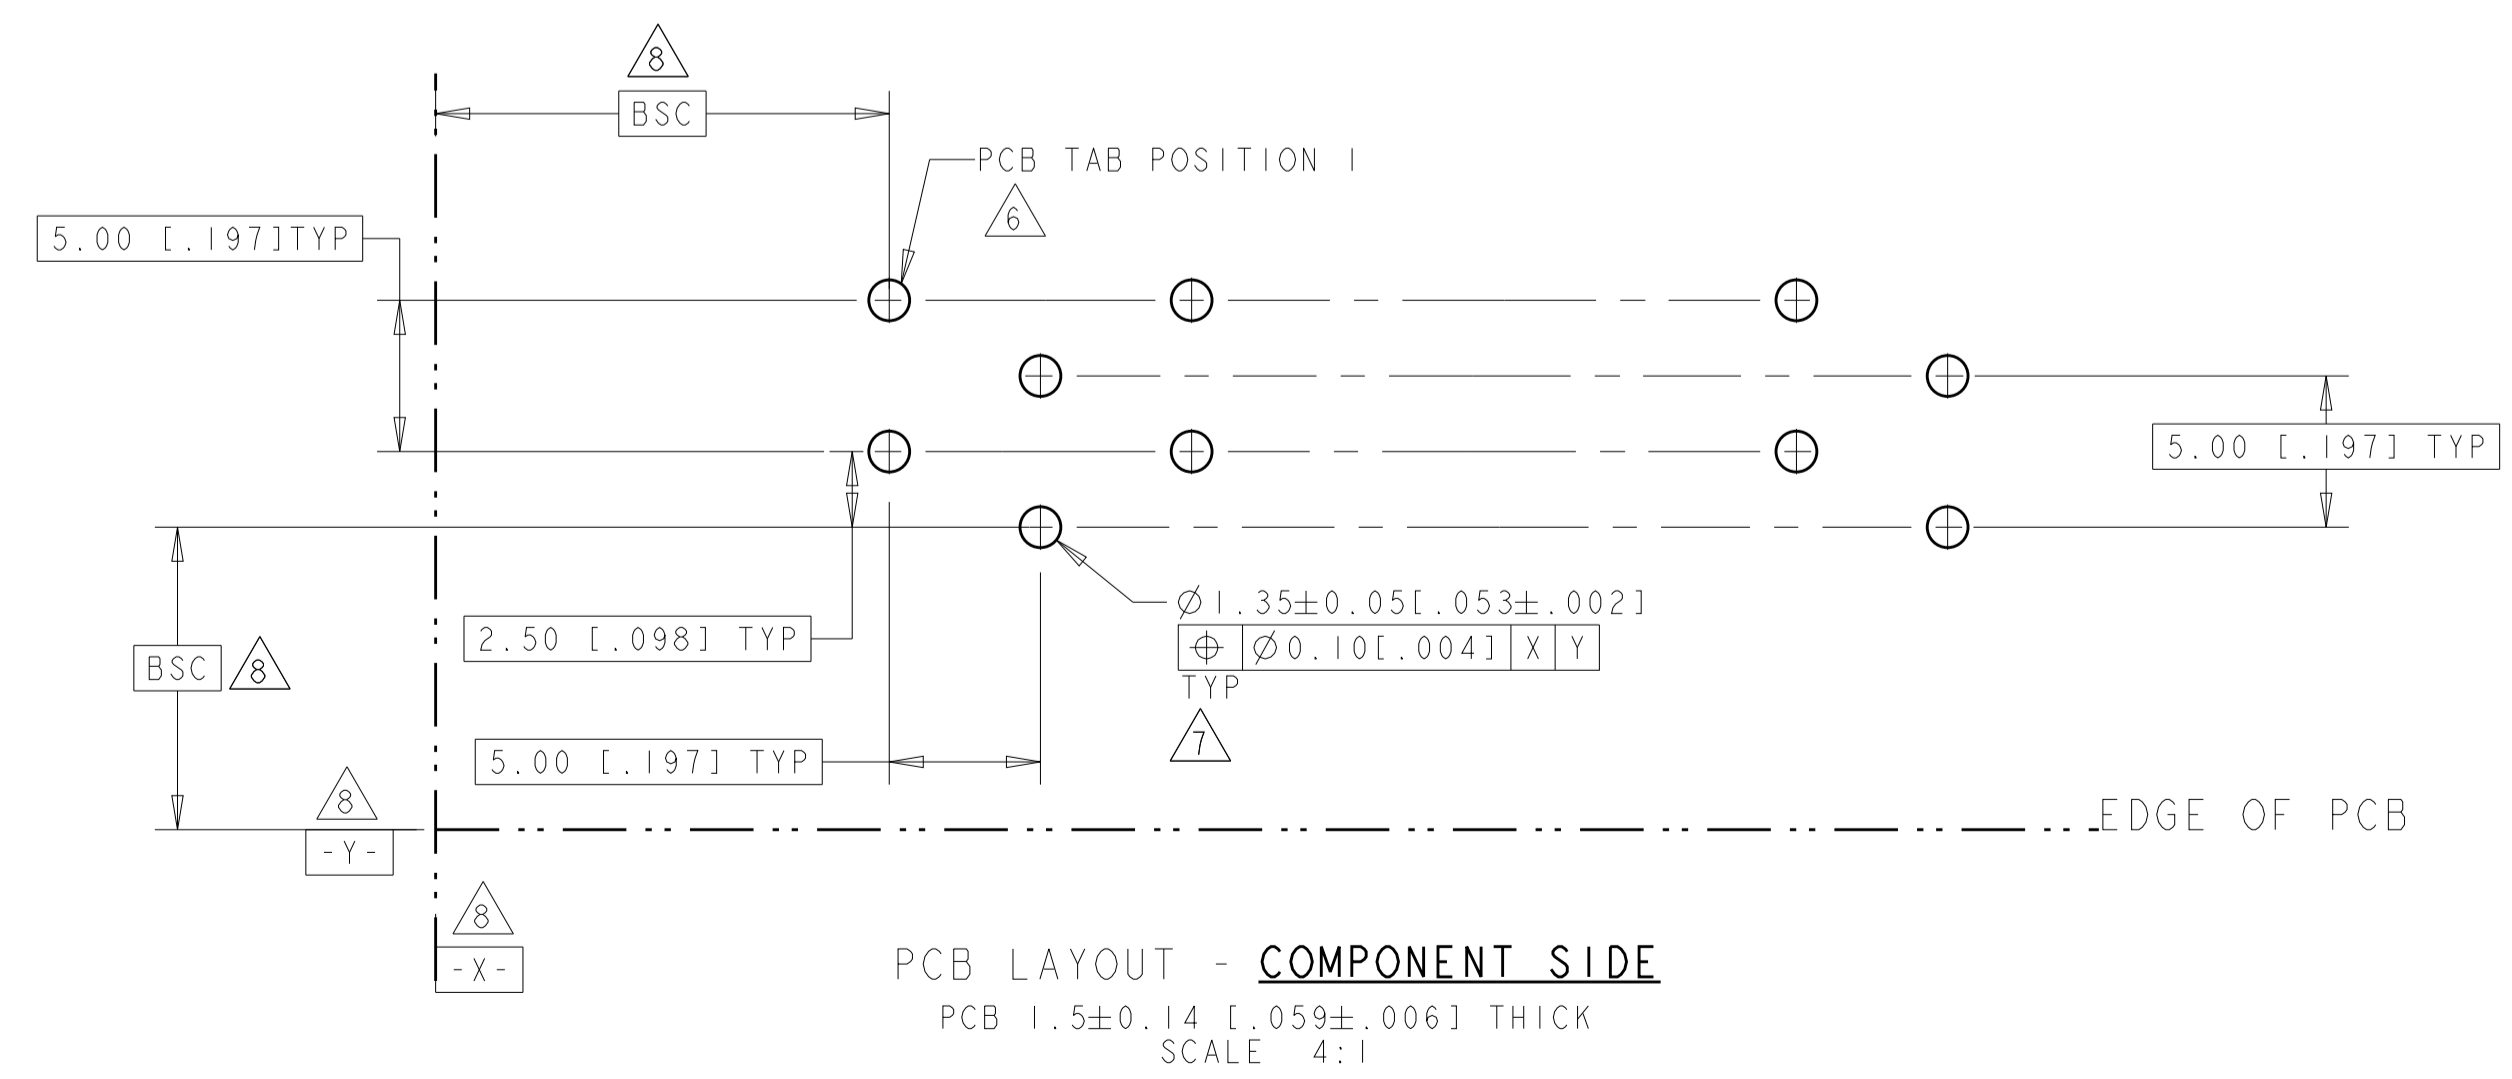 8
BSC
PCB TAB POSITION 1
6
5.00 [.197]TYP
5.00 [.197] TYP
Ø1.35±0.05[.053±.002]
⌖ Ø0.10[.004] X Y
TYP
7
2.50 [.098] TYP
BSC 8
5.00 [.197] TYP
8
-Y-
EDGE OF PCB
8
-X-
PCB LAYOUT - COMPONENT SIDE
PCB 1.5±0.14 [.059±.006] THICK
SCALE 4:1